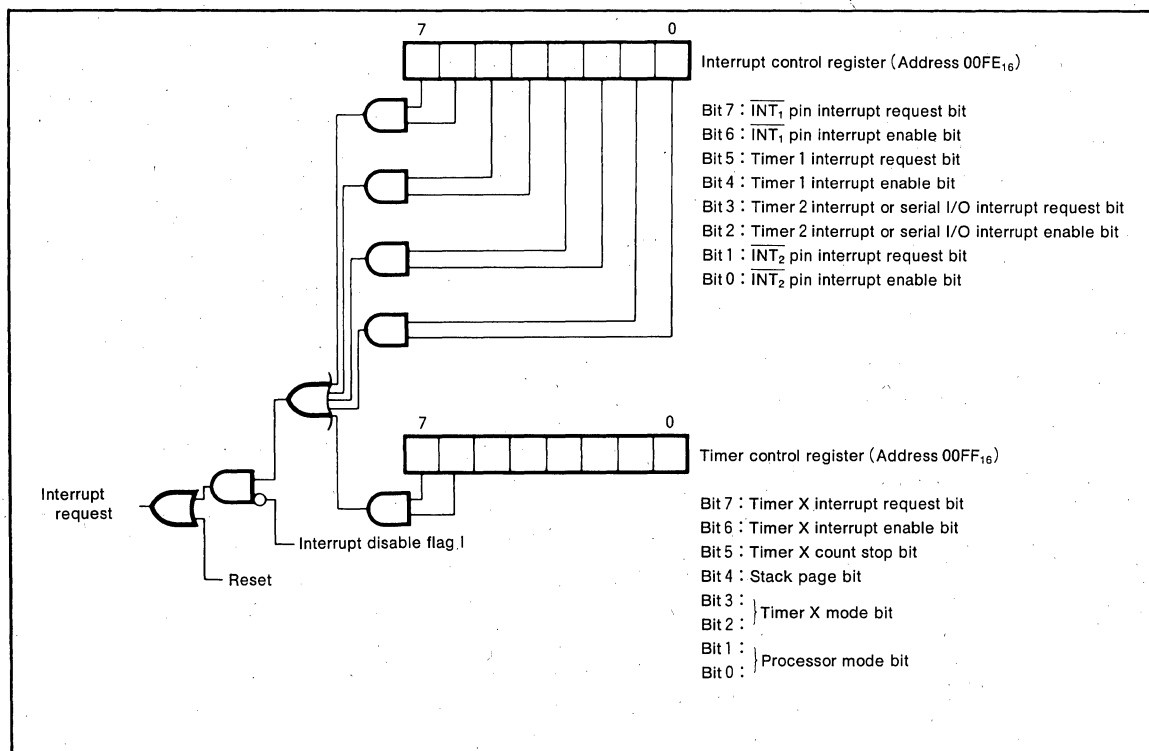 7 0
Interrupt control register (Address 00FE₁₆)
Bit 7 : I̅N̅T̅₁̅ pin interrupt request bit
Bit 6 : I̅N̅T̅₁̅ pin interrupt enable bit
Bit 5 : Timer 1 interrupt request bit
Bit 4 : Timer 1 interrupt enable bit
Bit 3 : Timer 2 interrupt or serial I/O interrupt request bit
Bit 2 : Timer 2 interrupt or serial I/O interrupt enable bit
Bit 1 : I̅N̅T̅₂̅ pin interrupt request bit
Bit 0 : I̅N̅T̅₂̅ pin interrupt enable bit
7 0
Timer control register (Address 00FF₁₆)
Interrupt
request
Interrupt disable flag I
Reset
Bit 7 : Timer X interrupt request bit
Bit 6 : Timer X interrupt enable bit
Bit 5 : Timer X count stop bit
Bit 4 : Stack page bit
Bit 3 :
Bit 2 :
} Timer X mode bit
Bit 1 :
Bit 0 :
} Processor mode bit